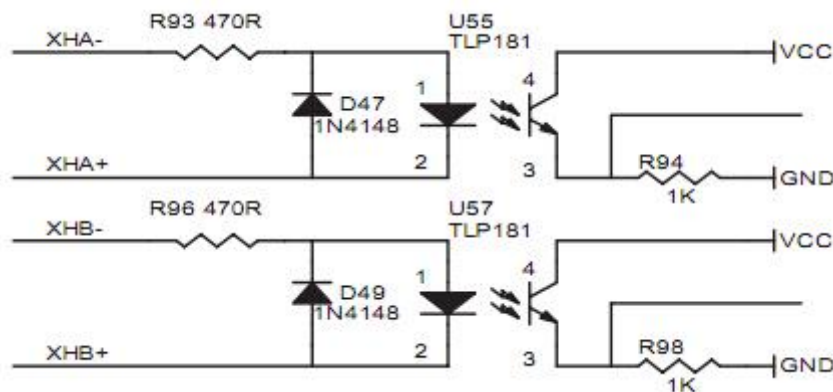 R93 470R
XHA-
U55
TLP181
VCC
4
1
D47
1N4148
XHA+
2
3
R94
1K
GND
R96 470R
XHB-
U57
TLP181
VCC
4
1
D49
1N4148
XHB+
2
3
R98
1K
GND